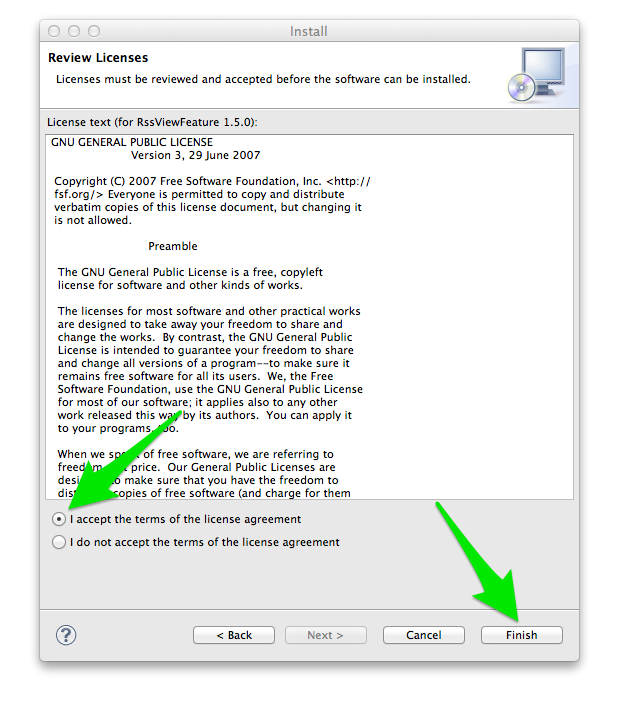 Install
Review Licenses
Licenses must be reviewed and accepted before the software can be installed.
License text (for RssViewFeature 1.5.0):
GNU GENERAL PUBLIC LICENSE
Version 3, 29 June 2007
Copyright (C) 2007 Free Software Foundation, Inc. <http://
fsf.org/> Everyone is permitted to copy and distribute
verbatim copies of this license document, but changing it
is not allowed.
Preamble
The GNU General Public License is a free, copyleft
license for software and other kinds of works.
The licenses for most software and other practical works
are designed to take away your freedom to share and
change the works.  By contrast, the GNU General Public
License is intended to guarantee your freedom to share
and change all versions of a program--to make sure it
remains free software for all its users.  We, the Free
Software Foundation, use the GNU General Public License
for most of our software; it applies also to any other
work released this way by its authors.  You can apply it
to your programs, too.
When we of free software, we are referring to
price.  Our General Public Licenses are
to make sure that you have the freedom to
copies of free software (and charge for them
I accept the terms of the license agreement
I do not accept the terms of the license agreement
?
< Back
Next >
Cancel
Finish